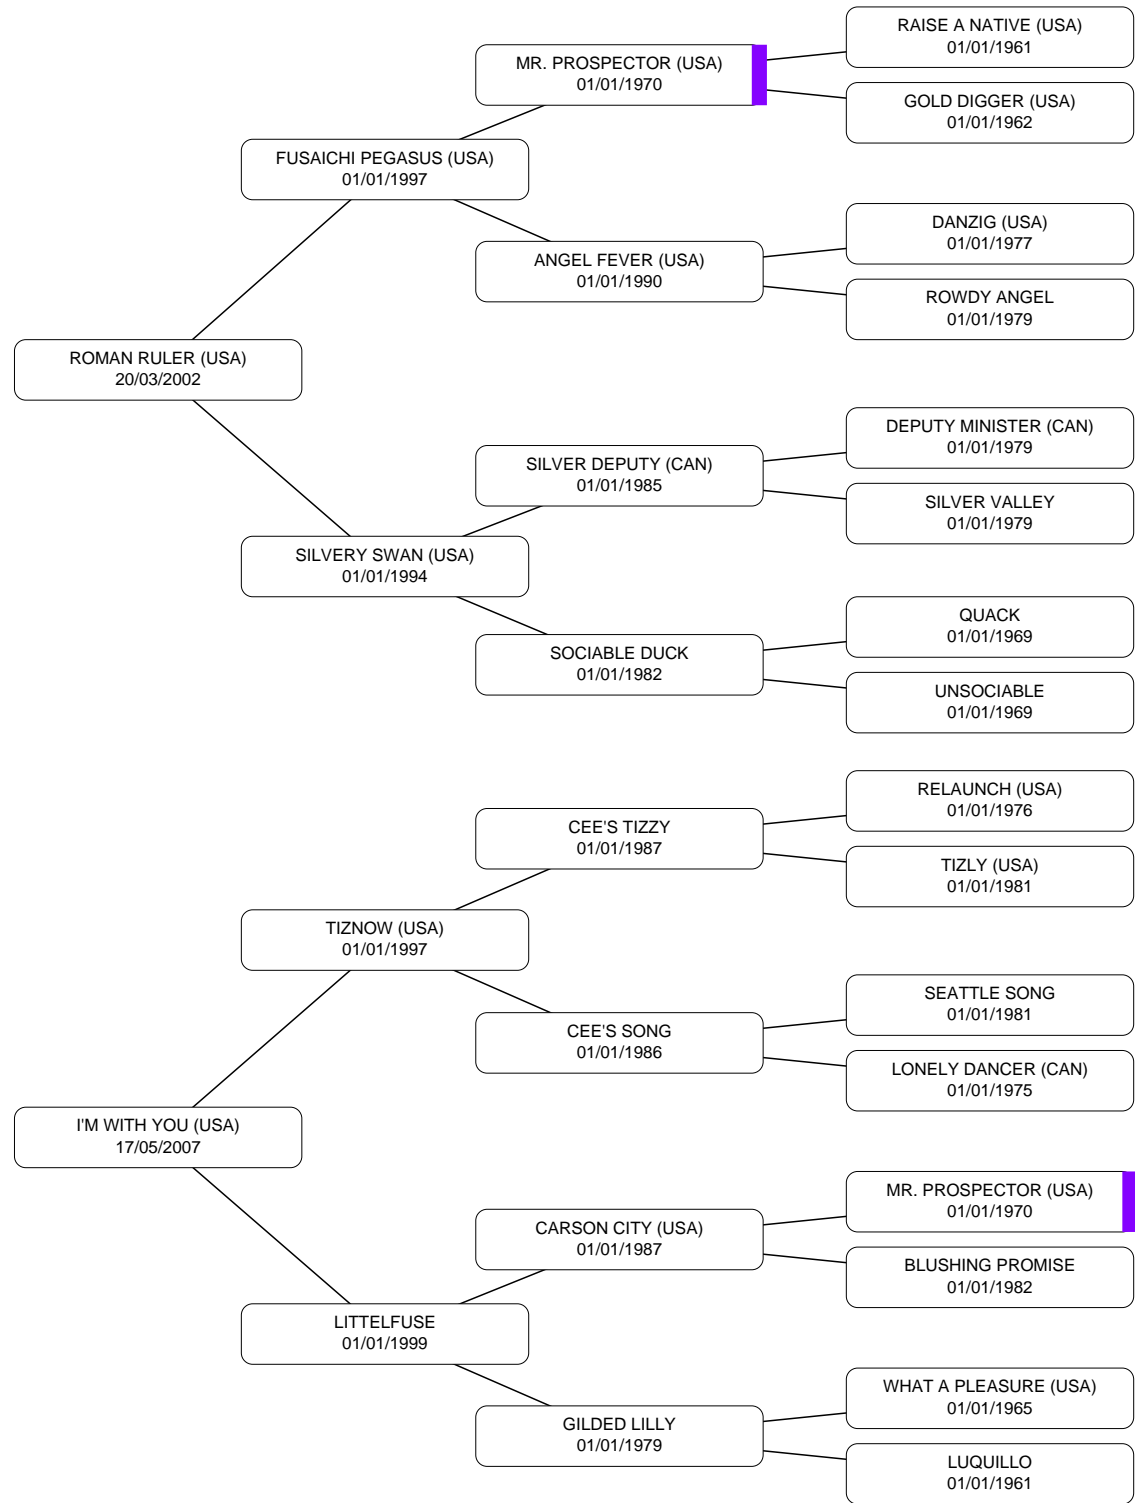 RAISE A NATIVE (USA)
01/01/1961
MR. PROSPECTOR (USA)
01/01/1970
GOLD DIGGER (USA)
01/01/1962
FUSAICHI PEGASUS (USA)
01/01/1997
DANZIG (USA)
01/01/1977
ANGEL FEVER (USA)
01/01/1990
ROWDY ANGEL
01/01/1979
ROMAN RULER (USA)
20/03/2002
DEPUTY MINISTER (CAN)
01/01/1979
SILVER DEPUTY (CAN)
01/01/1985
SILVER VALLEY
01/01/1979
SILVERY SWAN (USA)
01/01/1994
QUACK
01/01/1969
SOCIABLE DUCK
01/01/1982
UNSOCIABLE
01/01/1969
RELAUNCH (USA)
01/01/1976
CEE'S TIZZY
01/01/1987
TIZLY (USA)
01/01/1981
TIZNOW (USA)
01/01/1997
SEATTLE SONG
01/01/1981
CEE'S SONG
01/01/1986
LONELY DANCER (CAN)
01/01/1975
I'M WITH YOU (USA)
17/05/2007
MR. PROSPECTOR (USA)
01/01/1970
CARSON CITY (USA)
01/01/1987
BLUSHING PROMISE
01/01/1982
LITTELFUSE
01/01/1999
WHAT A PLEASURE (USA)
01/01/1965
GILDED LILLY
01/01/1979
LUQUILLO
01/01/1961